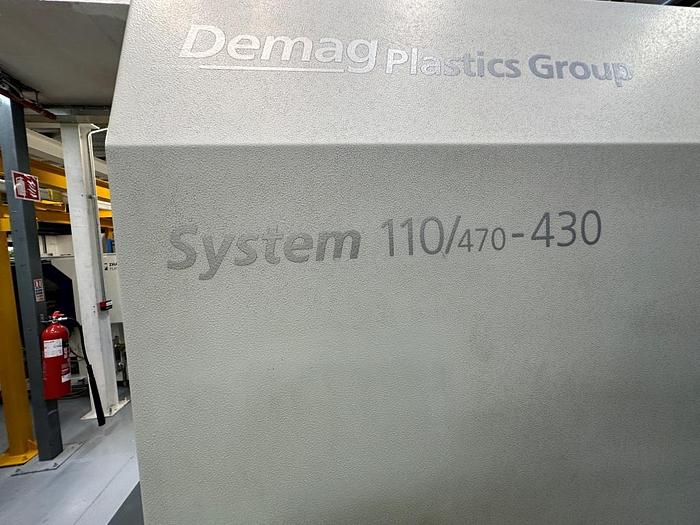 Demag Plastics Group
System 110/470-430